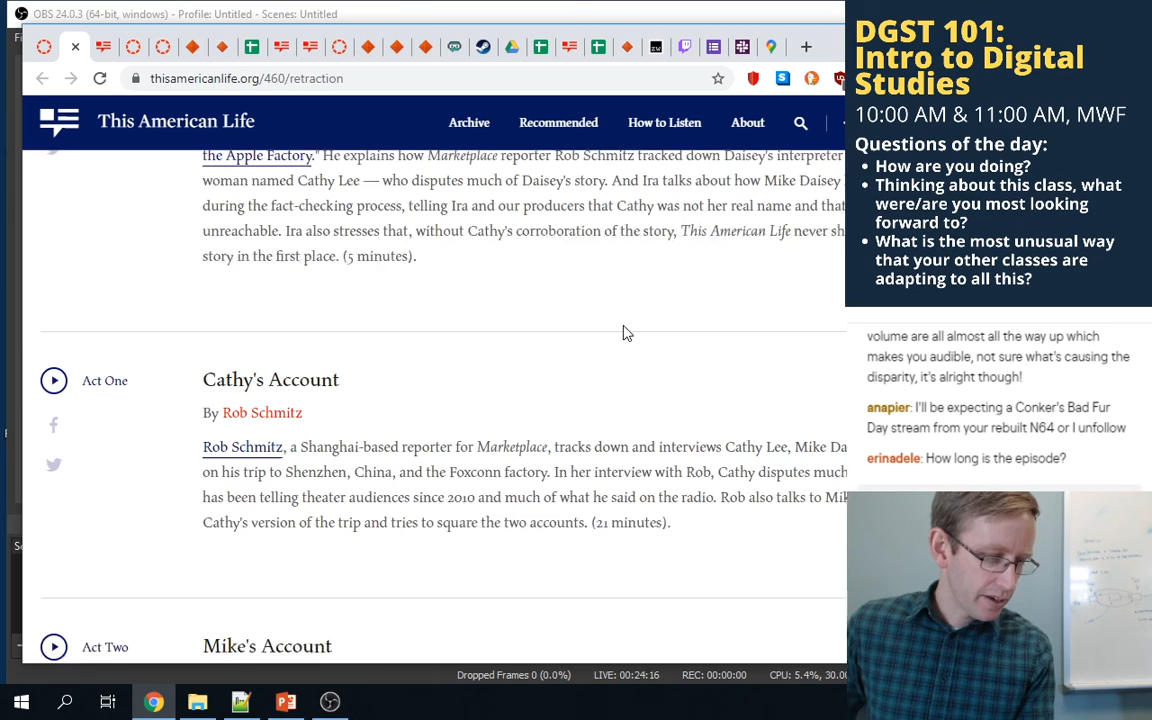 OBS 24.0.3 (64-bit, windows) - Profile: Untitled - Scenes: Untitled
thisamericanlife.org/460/retraction
This American Life
Archive
Recommended
How to Listen
About
the Apple Factory." He explains how Marketplace reporter Rob Schmitz tracked down Daisey's interpreter
woman named Cathy Lee — who disputes much of Daisey's story. And Ira talks about how Mike Daisey
during the fact-checking process, telling Ira and our producers that Cathy was not her real name and that
unreachable. Ira also stresses that, without Cathy's corroboration of the story, This American Life never
story in the first place. (5 minutes).
Act One
Cathy's Account
By Rob Schmitz
Rob Schmitz, a Shanghai-based reporter for Marketplace, tracks down and interviews Cathy Lee, Mike
on his trip to Shenzhen, China, and the Foxconn factory. In her interview with Rob, Cathy disputes much
has been telling theater audiences since 2010 and much of what he said on the radio. Rob also talks to
Cathy's version of the trip and tries to square the two accounts. (21 minutes).
Act Two
Mike's Account
Dropped Frames 0 (0.0%)
LIVE: 00:24:16
REC: 00:00:00
CPU: 5.4%, 30.00
DGST 101:
Intro to Digital
Studies
10:00 AM & 11:00 AM, MWF
Questions of the day:
• How are you doing?
• Thinking about this class, what
were/are you most looking
forward to?
• What is the most unusual way
that your other classes are
adapting to all this?
volume are all almost all the way up which
makes you audible, not sure what's causing the
disparity, it's alright though!
anapier: I'll be expecting a Conker's Bad Fur
Day stream from your rebuilt N64 or I unfollow
erinadele: How long is the episode?